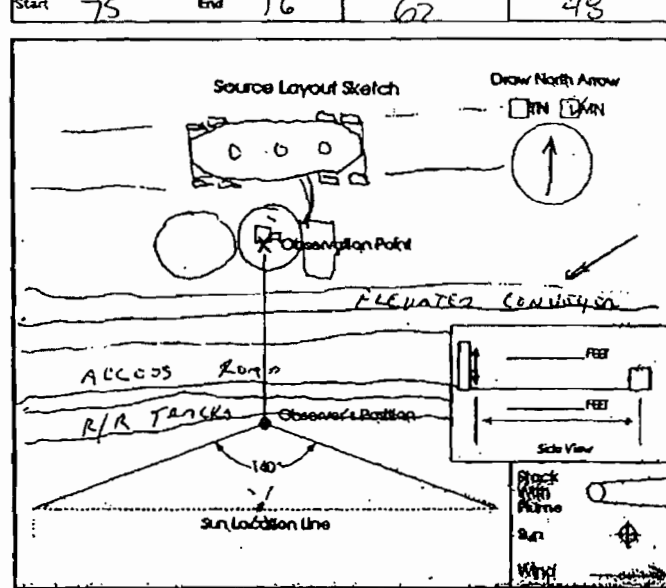 Start 75 End 76 62 48
Source Layout Sketch
Draw North Arrow
TN MN
X Observation Point
ELEVATED CONVEYOR
FEET
ACCESS ROAD
FEET
R/R TRACKS Observer's Position
Side View
140°
Sun Location Line
Stack
With
Plume
Sun
Wind